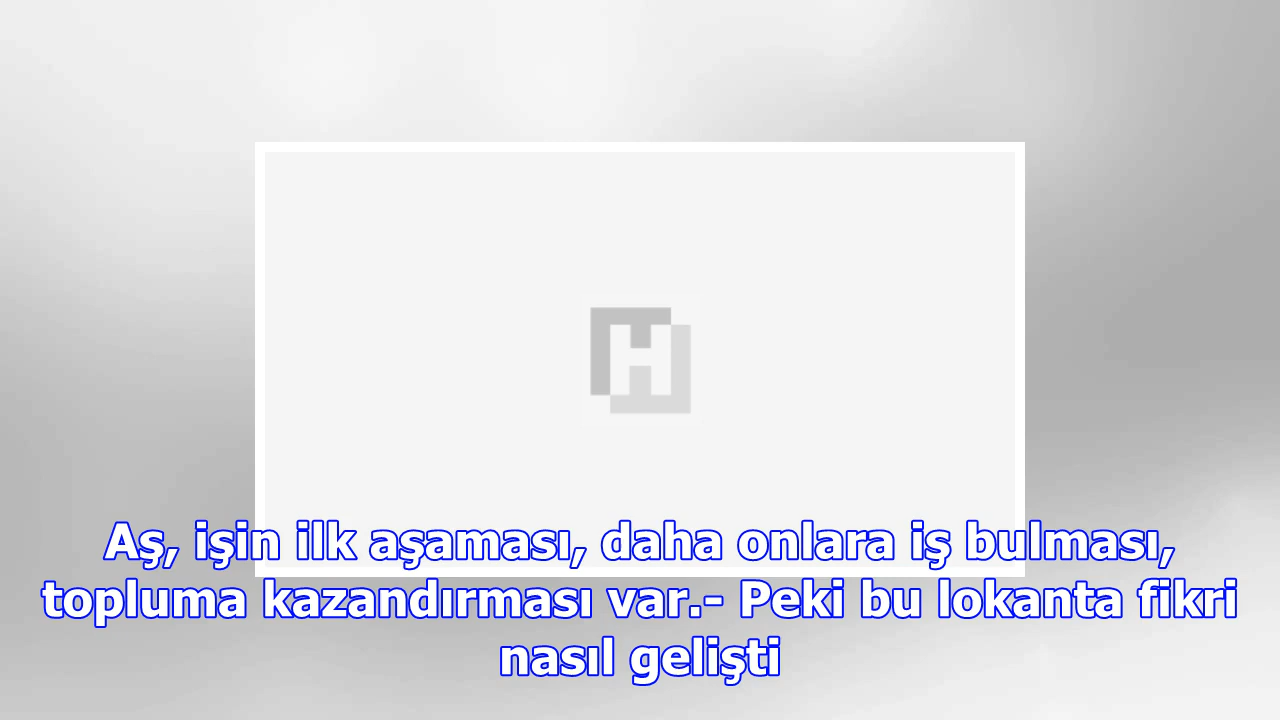 H
Aş, işin ilk aşaması, daha onlara iş bulması,
topluma kazandırması var.- Peki bu lokanta fikri
nasıl gelişti